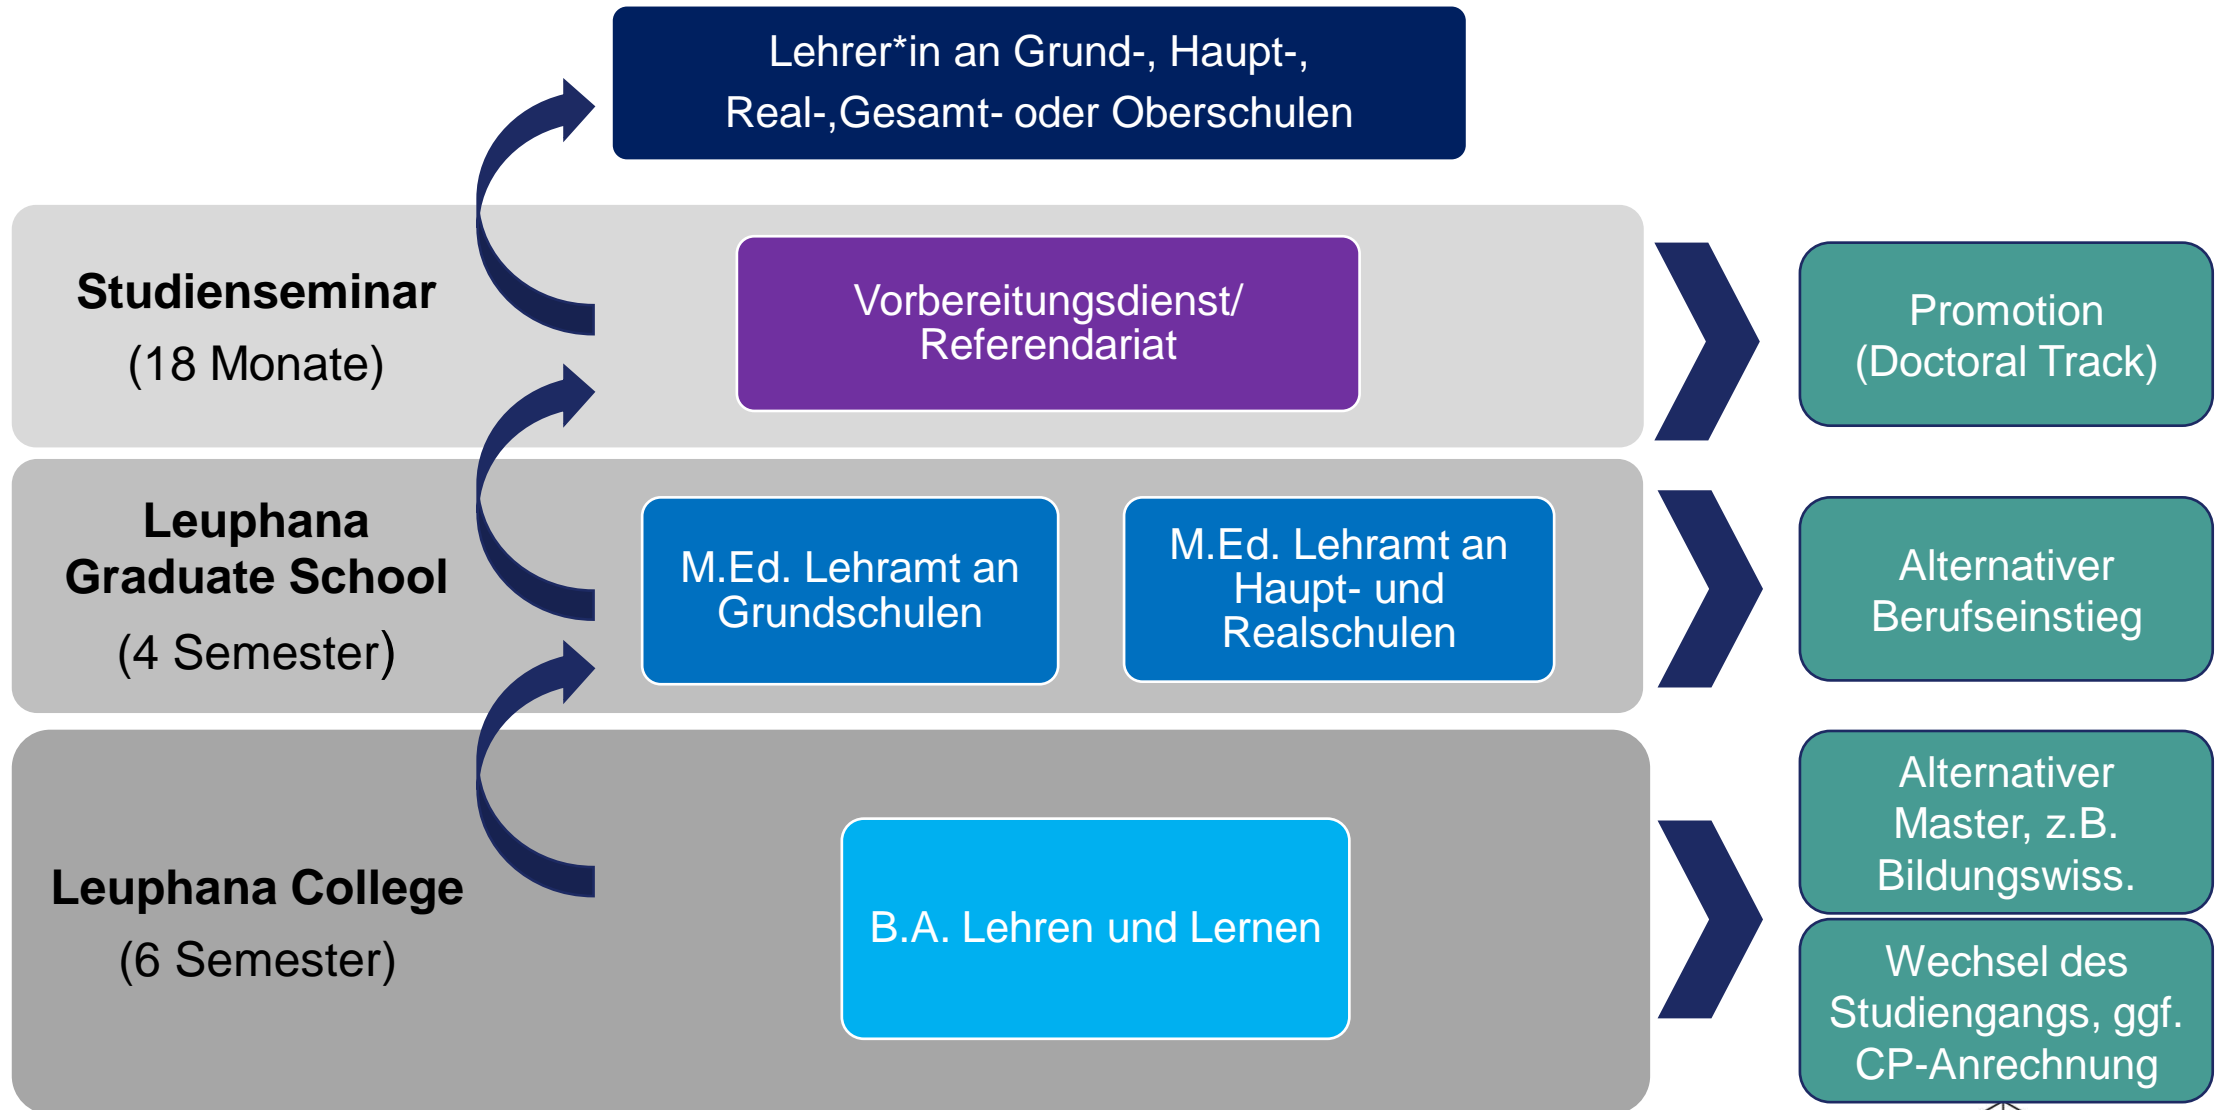 Lehrer*in an Grund-, Haupt-,
Real-,Gesamt- oder Oberschulen
Studienseminar
(18 Monate)
Vorbereitungsdienst/
Referendariat
Promotion
(Doctoral Track)
Leuphana
Graduate School
(4 Semester)
M.Ed. Lehramt an
Grundschulen
M.Ed. Lehramt an
Haupt- und
Realschulen
Alternativer
Berufseinstieg
Leuphana College
(6 Semester)
B.A. Lehren und Lernen
Alternativer
Master, z.B.
Bildungswiss.
Wechsel des
Studiengangs, ggf.
CP-Anrechnung